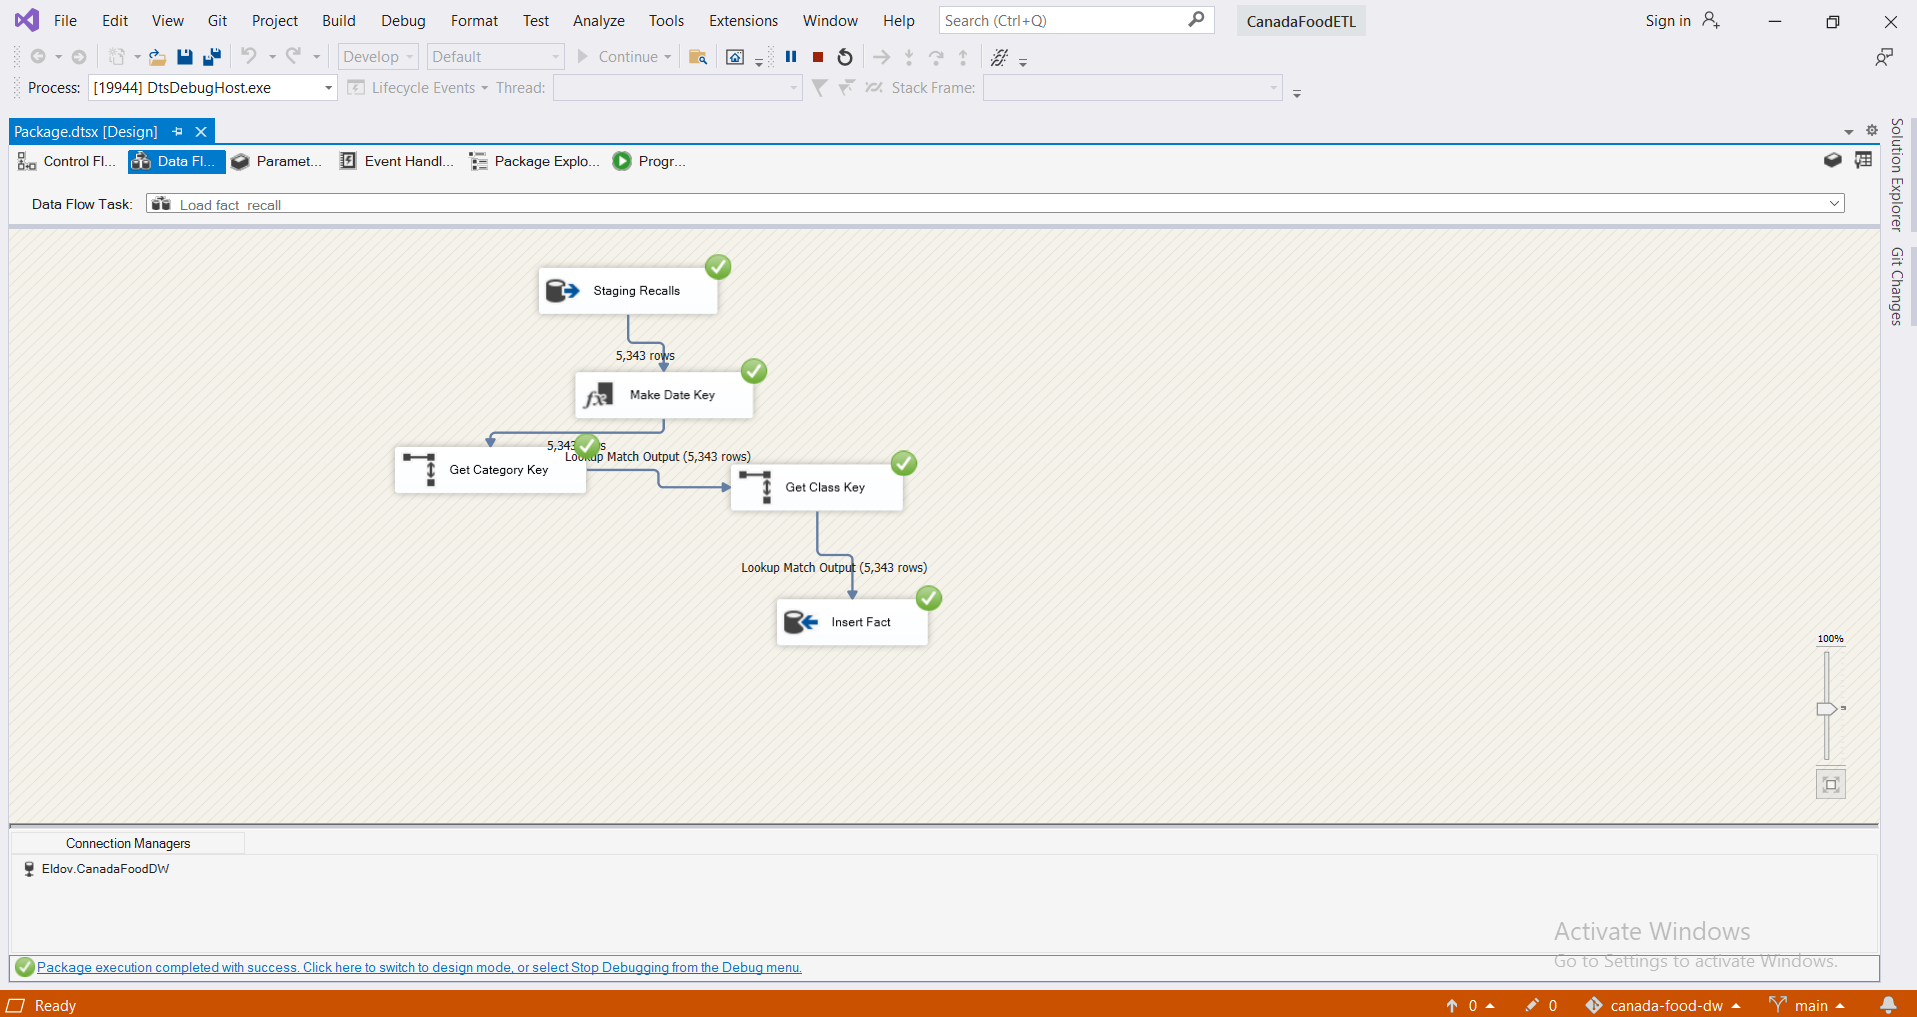 File Edit View Git Project Build Debug Format Test Analyze Tools Extensions Window Help Search (Ctrl+Q) CanadaFoodETL Sign in
Develop Default Continue
Process: [19944] DtsDebugHost.exe Lifecycle Events Thread: Stack Frame:
Package.dtsx [Design]
Control Fl... Data Fl... Paramet... Event Handl... Package Explo... Progr...
Data Flow Task: Load fact_recall
Solution Explorer
Git Changes
Staging Recalls
5,343 rows
Make Date Key
5,343
Lookup Match Output (5,343 rows)
Get Category Key
Get Class Key
Lookup Match Output (5,343 rows)
Insert Fact
100%
Connection Managers
Eldov.CanadaFoodDW
Activate Windows
Go to Settings to activate Windows.
Package execution completed with success. Click here to switch to design mode, or select Stop Debugging from the Debug menu.
Ready 0 0 canada-food-dw main